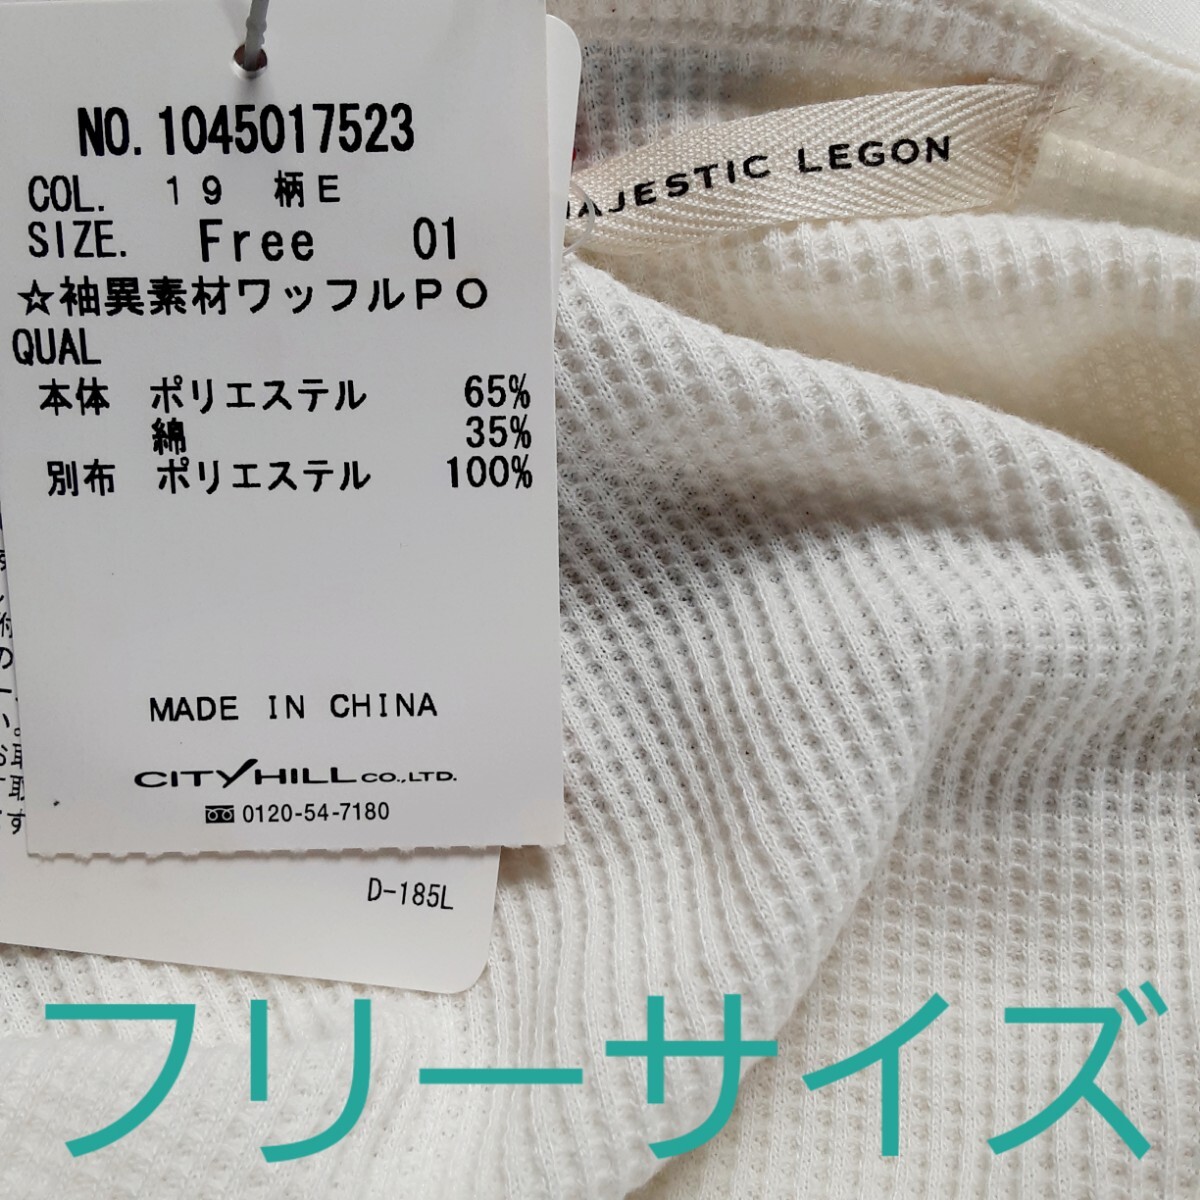 NO.1045017523
COL. 19 柄E
SIZE. Free 01
☆袖異素材ワッフルPO
QUAL
本体 ポリエステル 65%
綿 35%
別布 ポリエステル 100%
MADE IN CHINA
CITY HILL CO.,LTD.
0120-54-7180
D-185L
MAJESTIC LEGON
フリーサイズ